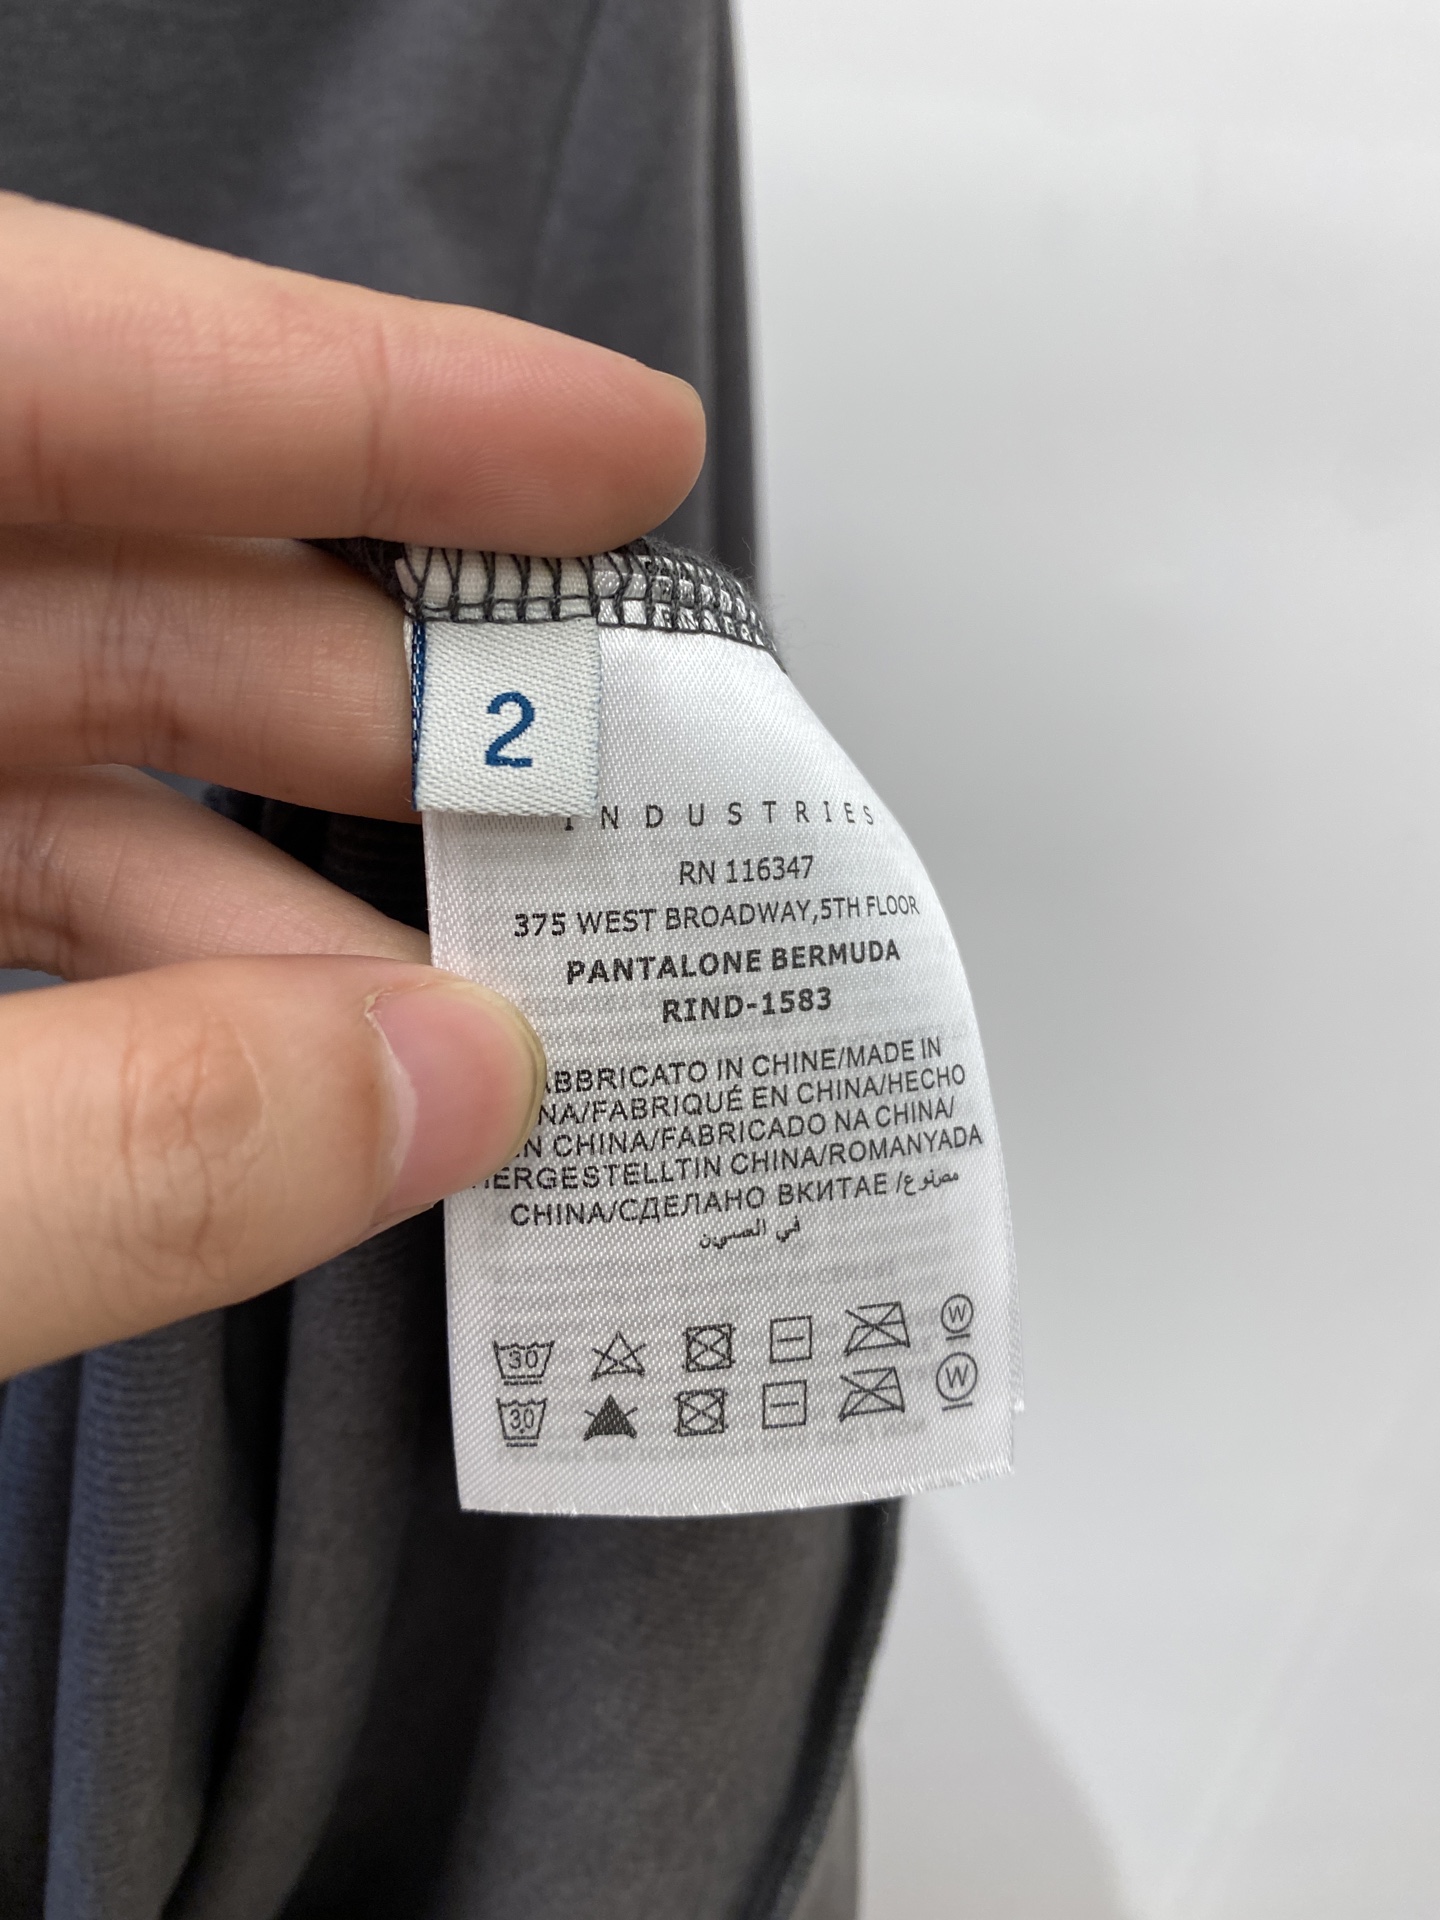 2
INDUSTRIES
RN 116347
375 WEST BROADWAY,5TH FLOOR
PANTALONE BERMUDA
RIND-1583
ABBRICATO IN CHINE/MADE IN
NA/FABRIQUÉ EN CHINA/HECHO
EN CHINA/FABRICADO NA CHINA/
HERGESTELLTIN CHINA/ROMANYADA
CHINA/СДЕЛАНО ВКИТАЕ /مصنوع
في الصين
30 W
30 W